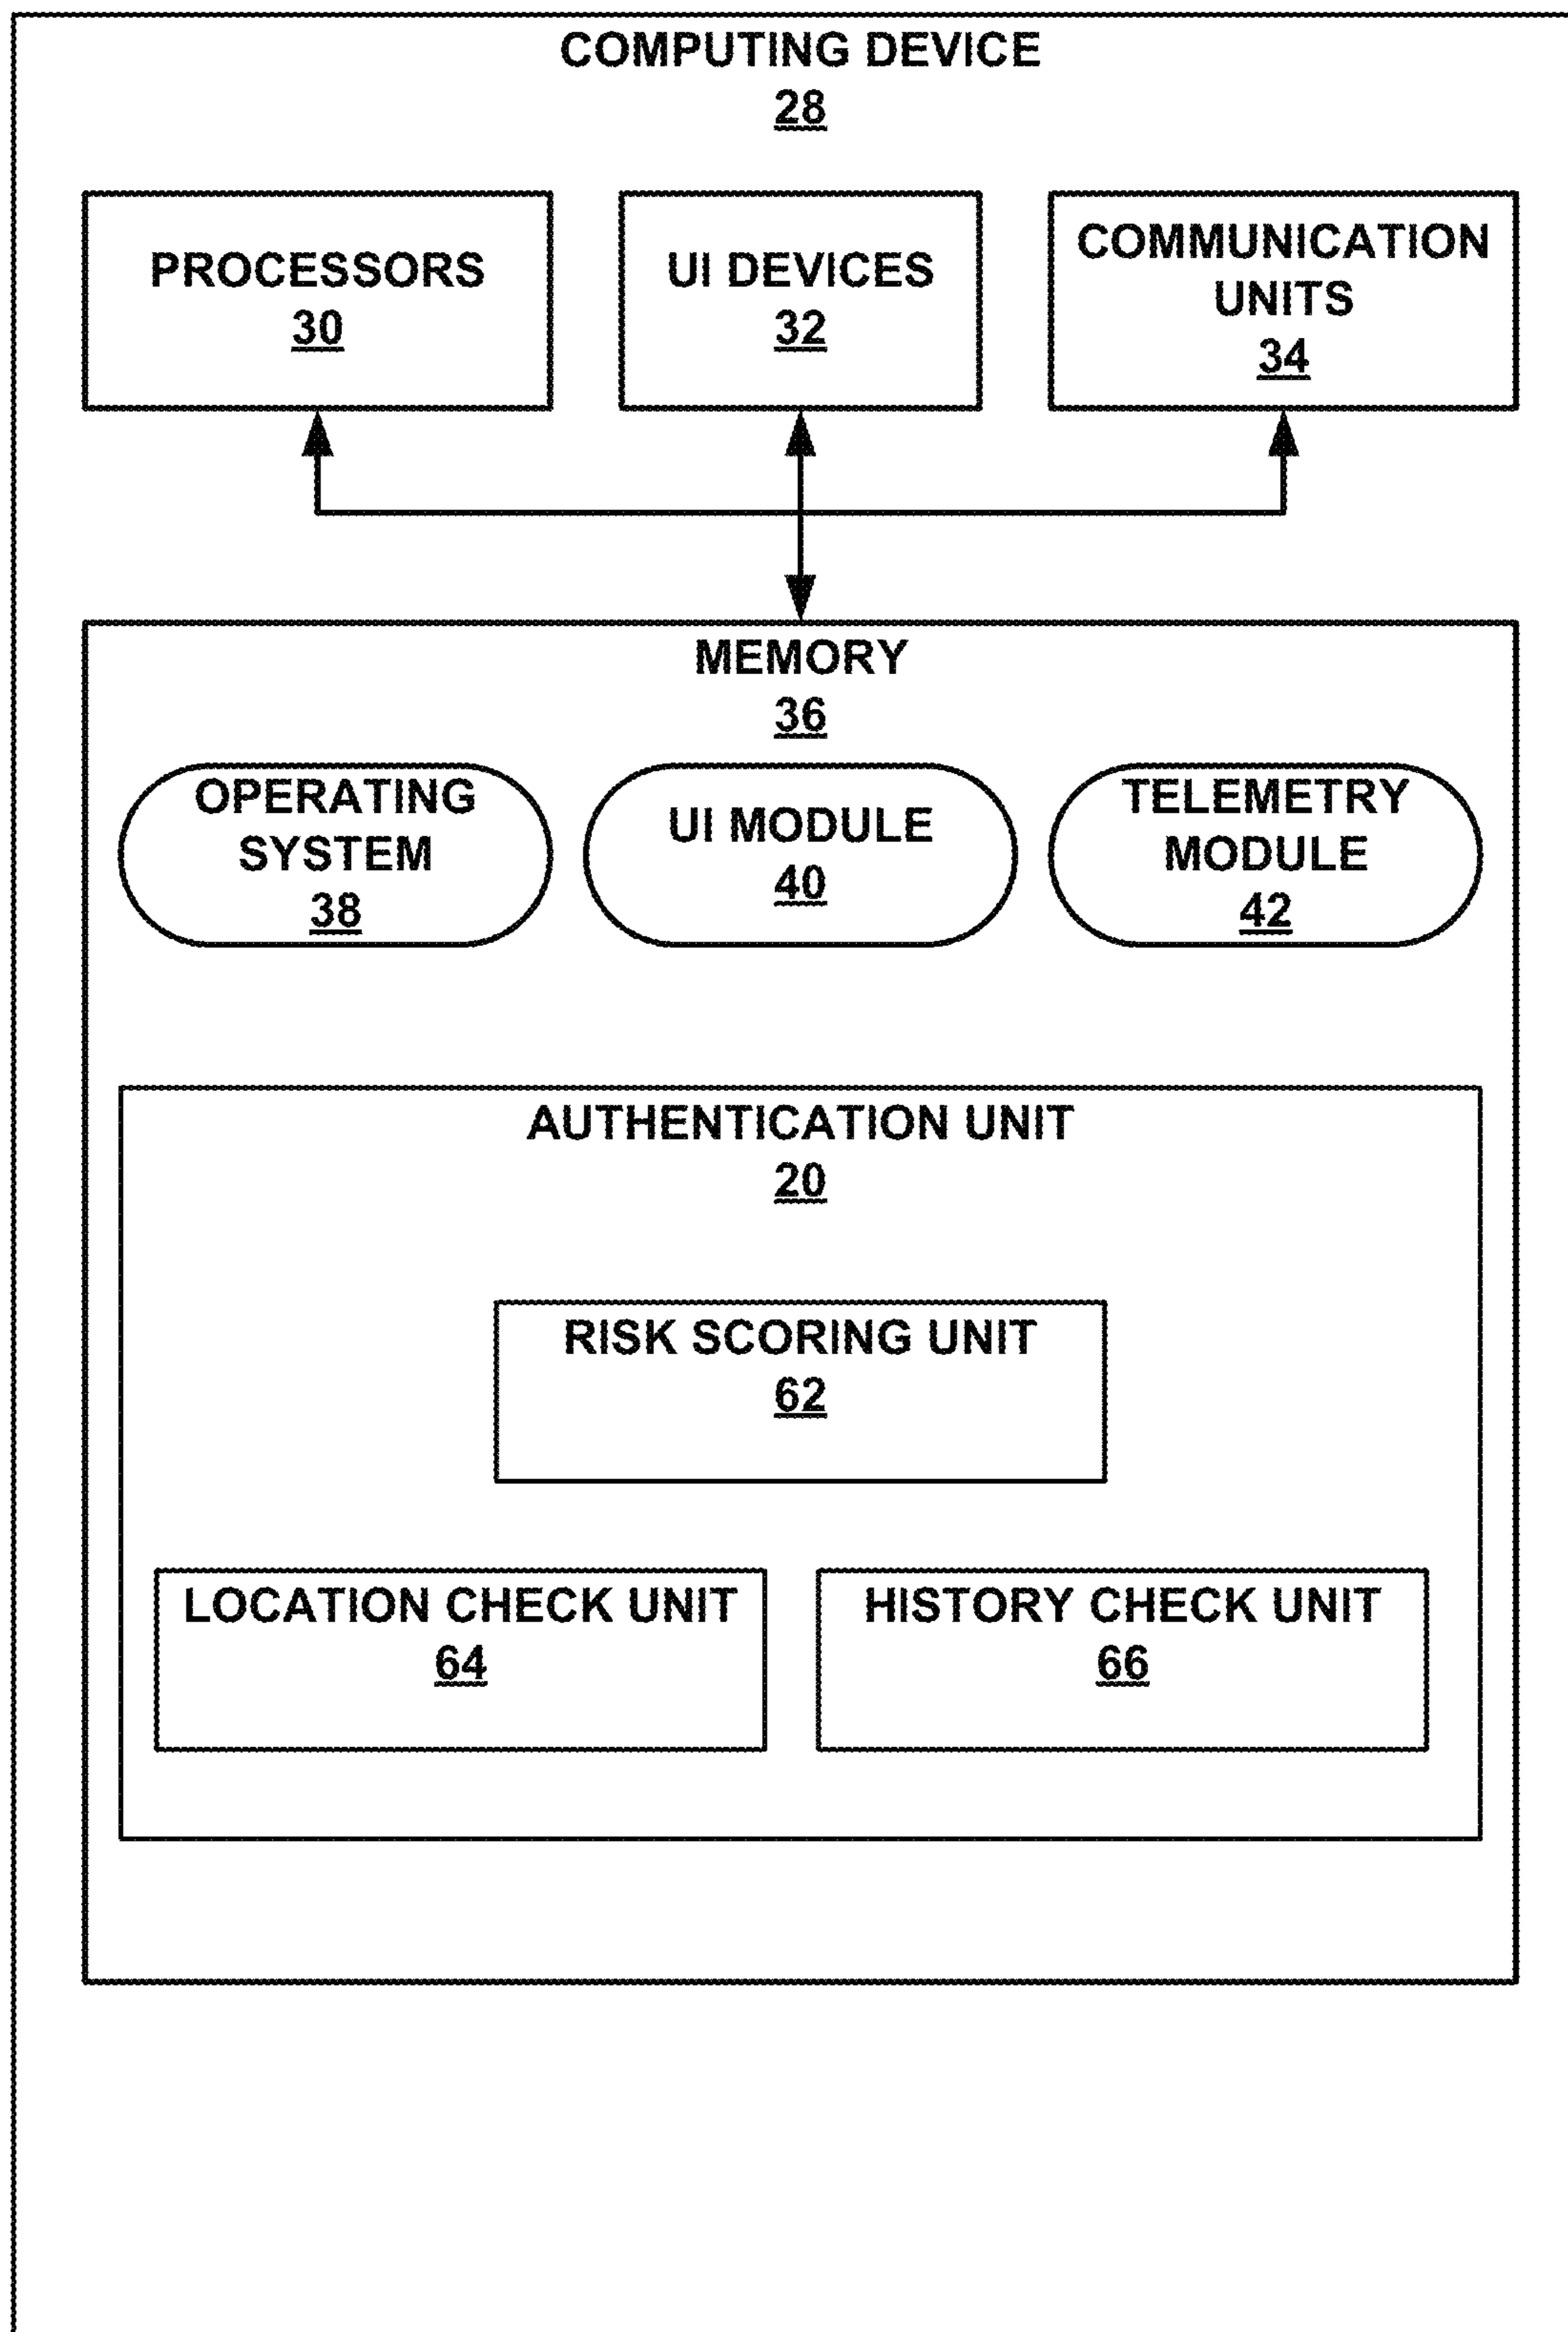 COMPUTING DEVICE
28
PROCESSORS
30
UI DEVICES
32
COMMUNICATION
UNITS
34
MEMORY
36
OPERATING
SYSTEM
38
UI MODULE
40
TELEMETRY
MODULE
42
AUTHENTICATION UNIT
20
RISK SCORING UNIT
62
LOCATION CHECK UNIT
64
HISTORY CHECK UNIT
66